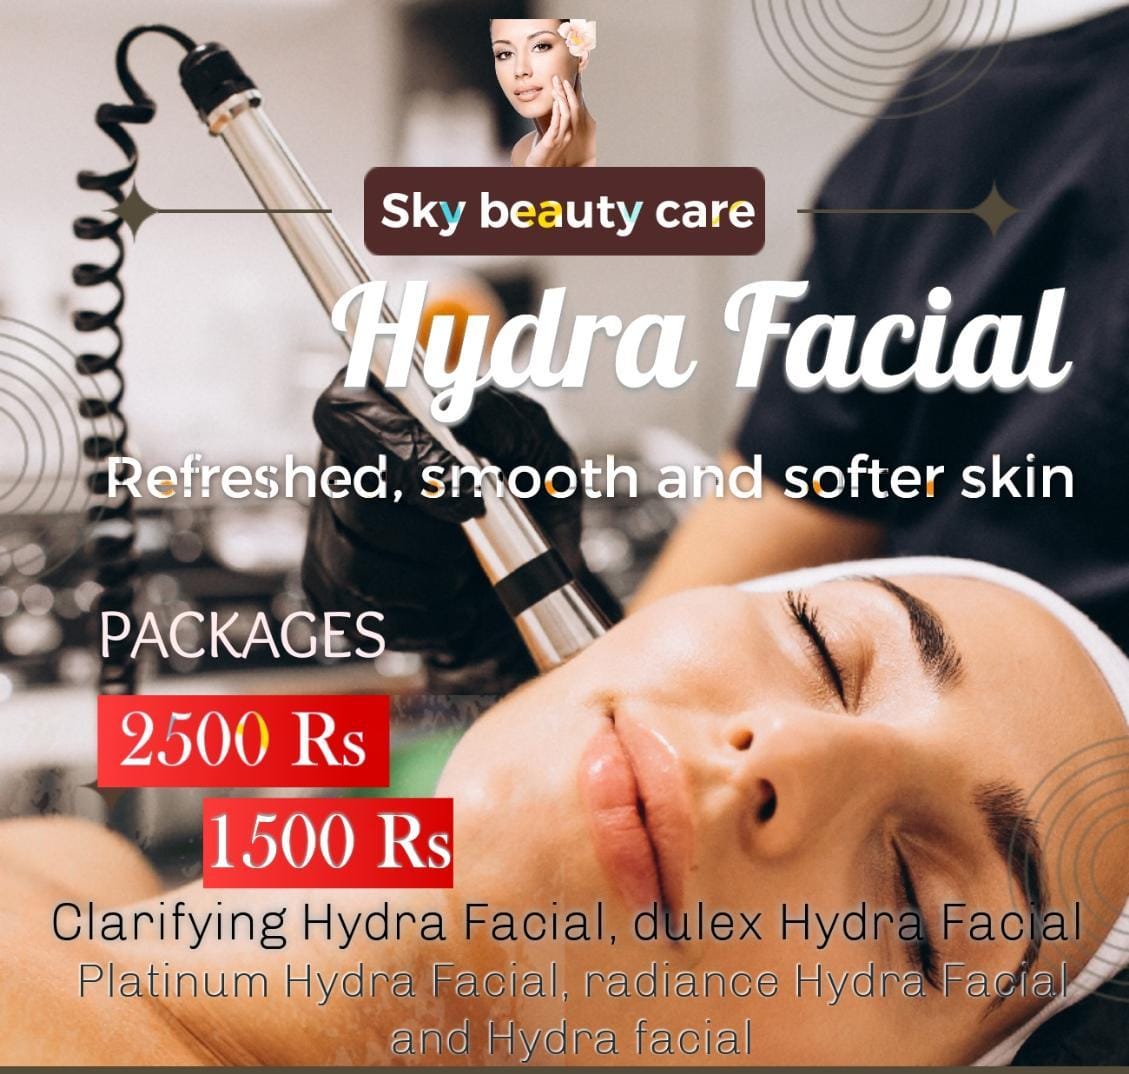 Sky beauty care
Hydra Facial
Refreshed, smooth and softer skin
PACKAGES
2500 Rs
1500 Rs
Clarifying Hydra Facial, dulex Hydra Facial
Platinum Hydra Facial, radiance Hydra Facial
and Hydra facial